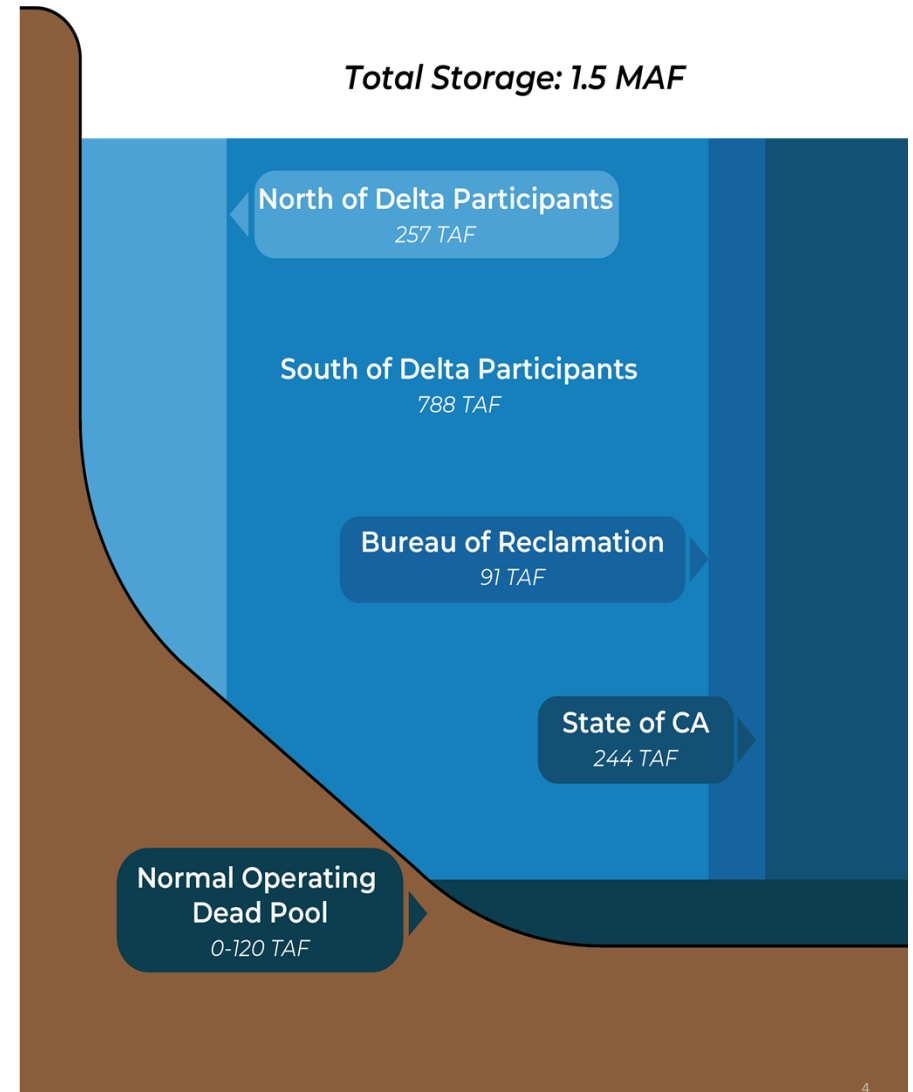 Total Storage: 1.5 MAF
North of Delta Participants
257 TAF
South of Delta Participants
788 TAF
Bureau of Reclamation
91 TAF
State of CA
244 TAF
Normal Operating
Dead Pool
0-120 TAF
4